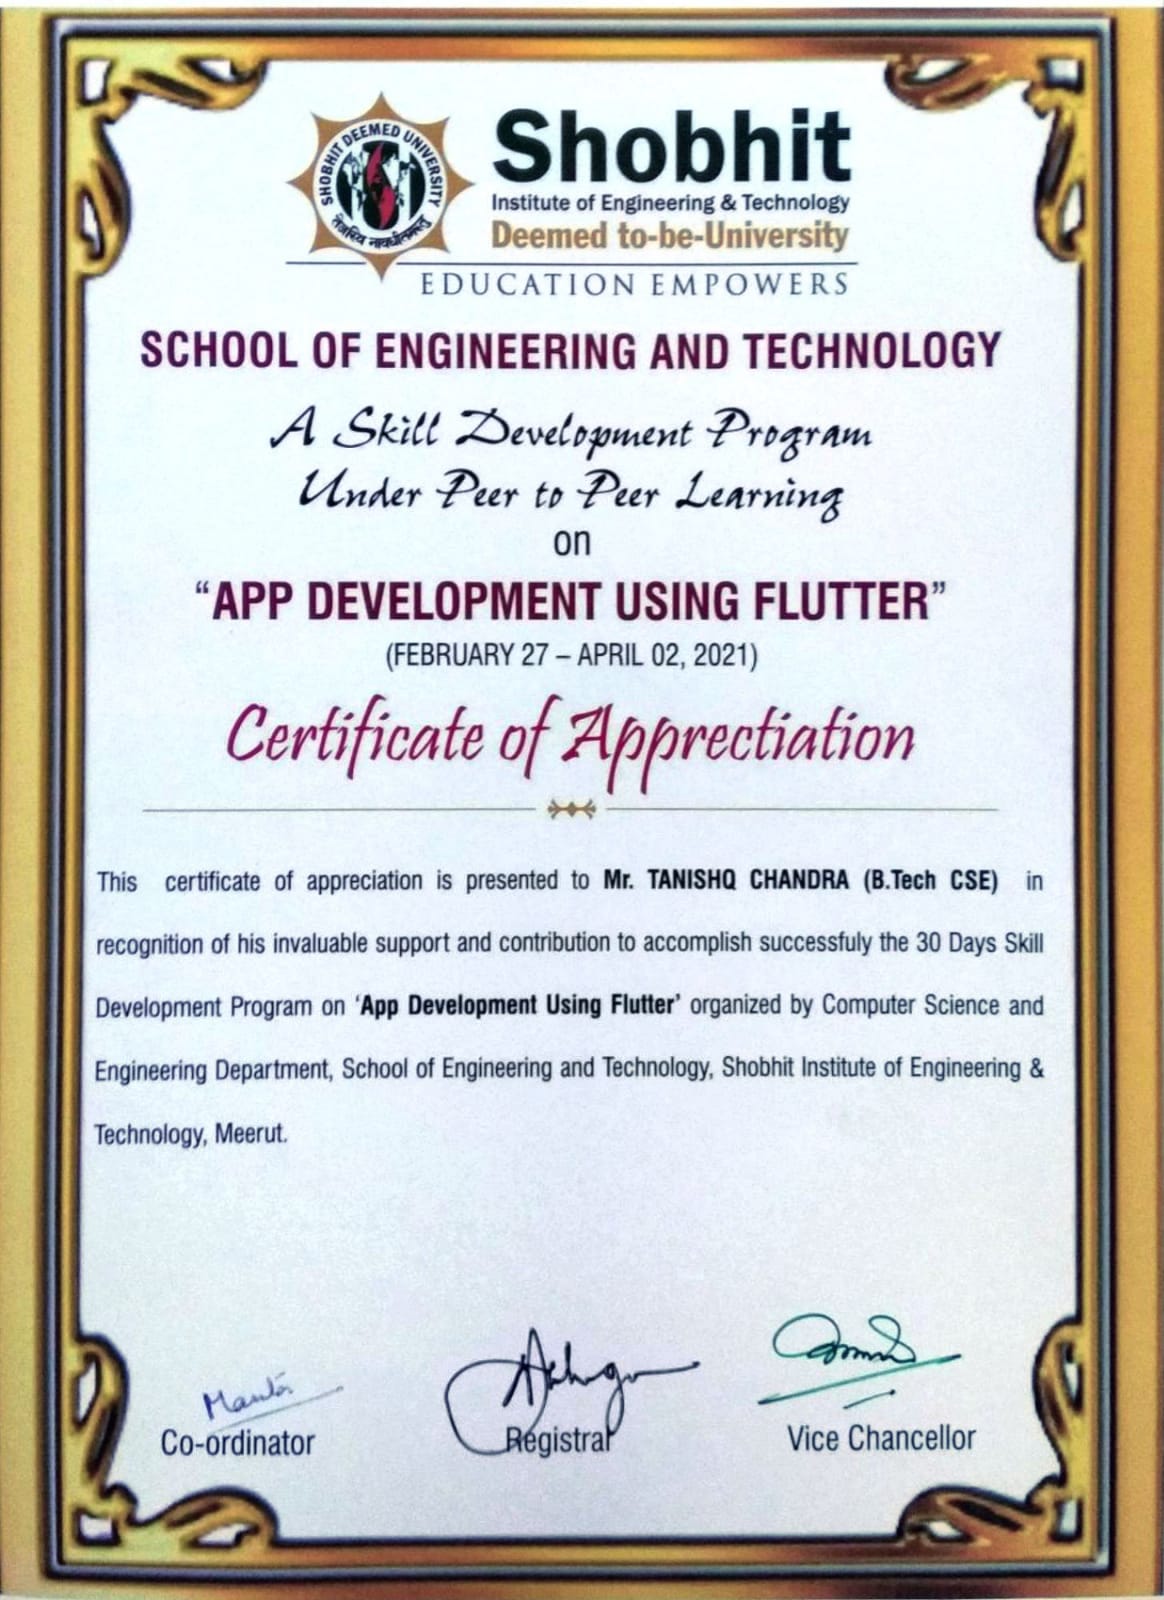 SHOBHIT DEEMED UNIVERSITY
तेजस्वि नावधीतमस्तु
Shobhit
Institute of Engineering & Technology
Deemed to-be-University
EDUCATION EMPOWERS
SCHOOL OF ENGINEERING AND TECHNOLOGY
A Skill Development Program
Under Peer to Peer Learning
on
“APP DEVELOPMENT USING FLUTTER”
(FEBRUARY 27 – APRIL 02, 2021)
Certificate of Apprectiation
This certificate of appreciation is presented to Mr. TANISHQ CHANDRA (B.Tech CSE) in
recognition of his invaluable support and contribution to accomplish successfuly the 30 Days Skill
Development Program on ‘App Development Using Flutter’ organized by Computer Science and
Engineering Department, School of Engineering and Technology, Shobhit Institute of Engineering &
Technology, Meerut.
Co-ordinator
Registrar
Vice Chancellor